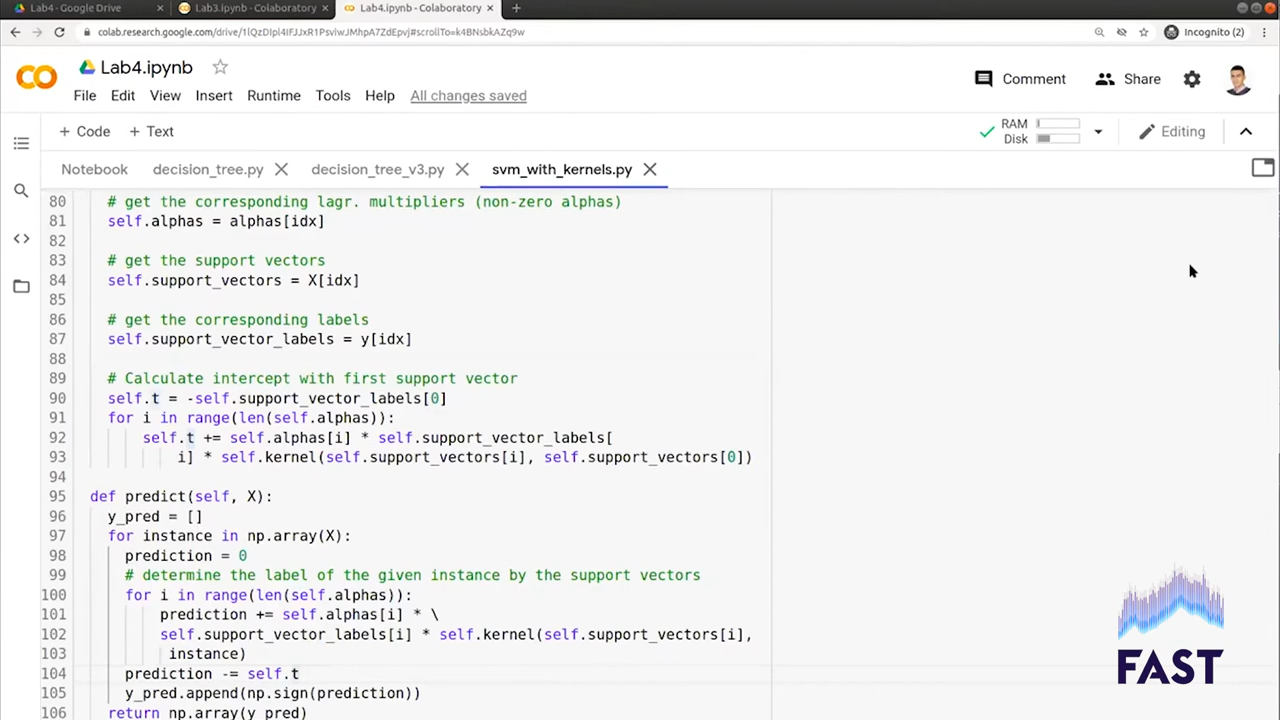 Lab4 - Google Drive
Lab3.ipynb - Colaboratory
Lab4.ipynb - Colaboratory
colab.research.google.com/drive/1lQzDIpl4IFJJxR1PsviwJMhpA7ZdEpvj#scrollTo=k4BNsbkAZq9w
Incognito (2)
Lab4.ipynb
Comment
Share
File Edit View Insert Runtime Tools Help All changes saved
+ Code + Text
RAM
Disk
Editing
Notebook decision_tree.py decision_tree_v3.py svm_with_kernels.py
80 # get the corresponding lagr. multipliers (non-zero alphas)
81 self.alphas = alphas[idx]
82
83 # get the support vectors
84 self.support_vectors = X[idx]
85
86 # get the corresponding labels
87 self.support_vector_labels = y[idx]
88
89 # Calculate intercept with first support vector
90 self.t = -self.support_vector_labels[0]
91 for i in range(len(self.alphas)):
92 self.t += self.alphas[i] * self.support_vector_labels[
93 i] * self.kernel(self.support_vectors[i], self.support_vectors[0])
94
95 def predict(self, X):
96 y_pred = []
97 for instance in np.array(X):
98 prediction = 0
99 # determine the label of the given instance by the support vectors
100 for i in range(len(self.alphas)):
101 prediction += self.alphas[i] * \
102 self.support_vector_labels[i] * self.kernel(self.support_vectors[i],
103 instance)
104 prediction -= self.t
105 y_pred.append(np.sign(prediction))
106 return np.array(y_pred)
FAST